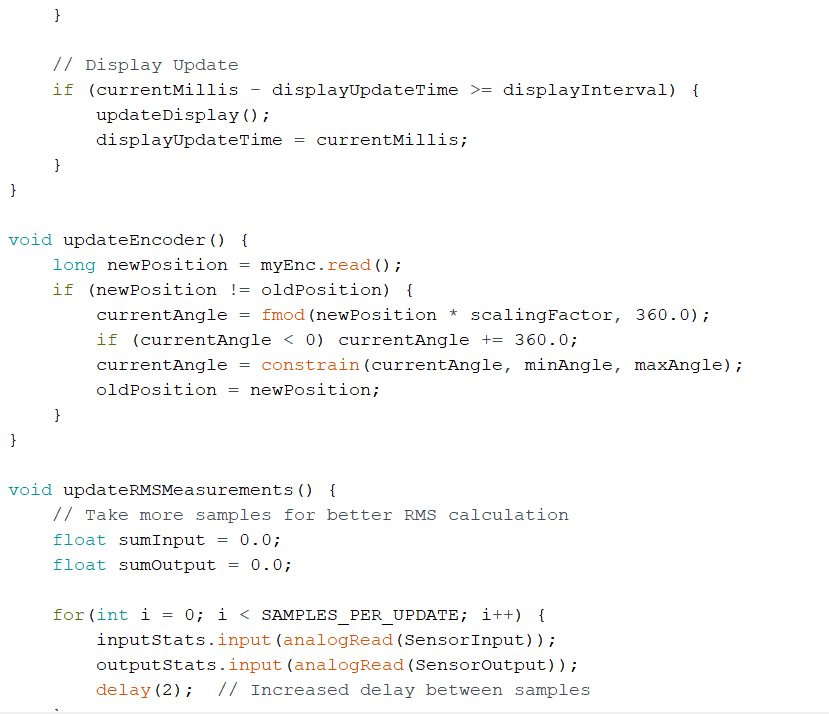 }

    // Display Update
    if (currentMillis - displayUpdateTime >= displayInterval) {
        updateDisplay();
        displayUpdateTime = currentMillis;
    }
}

void updateEncoder() {
    long newPosition = myEnc.read();
    if (newPosition != oldPosition) {
        currentAngle = fmod(newPosition * scalingFactor, 360.0);
        if (currentAngle < 0) currentAngle += 360.0;
        currentAngle = constrain(currentAngle, minAngle, maxAngle);
        oldPosition = newPosition;
    }
}

void updateRMSMeasurements() {
    // Take more samples for better RMS calculation
    float sumInput = 0.0;
    float sumOutput = 0.0;

    for(int i = 0; i < SAMPLES_PER_UPDATE; i++) {
        inputStats.input(analogRead(SensorInput));
        outputStats.input(analogRead(SensorOutput));
        delay(2);  // Increased delay between samples